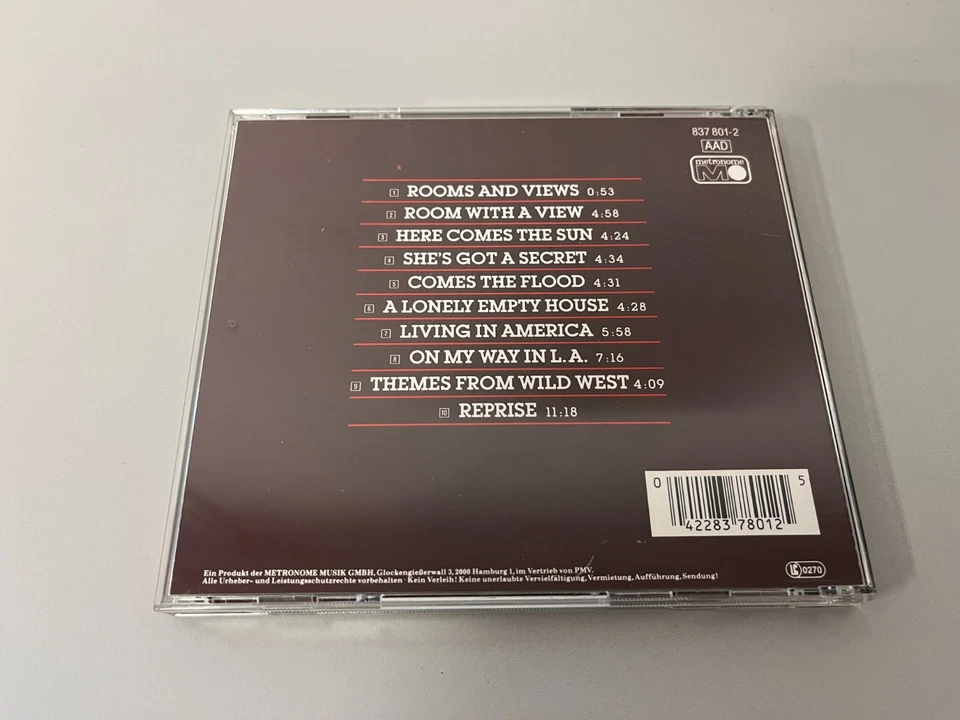 837 801-2
AAD
metronome
1 ROOMS AND VIEWS 0:53
2 ROOM WITH A VIEW 4:58
3 HERE COMES THE SUN 4:24
4 SHE'S GOT A SECRET 4:34
5 COMES THE FLOOD 4:31
6 A LONELY EMPTY HOUSE 4:28
7 LIVING IN AMERICA 5:58
8 ON MY WAY IN L.A. 7:16
9 THEMES FROM WILD WEST 4:09
10 REPRISE 11:18
0 42283 78012 5
Ein Produkt der METRONOME MUSIK GMBH, Glockengießerwall 3, 2000 Hamburg 1, im Vertrieb von PMV.
Alle Urheber- und Leistungsschutzrechte vorbehalten · Kein Verleih! Keine unerlaubte Vervielfältigung, Vermietung, Aufführung, Sendung!
LC 0270